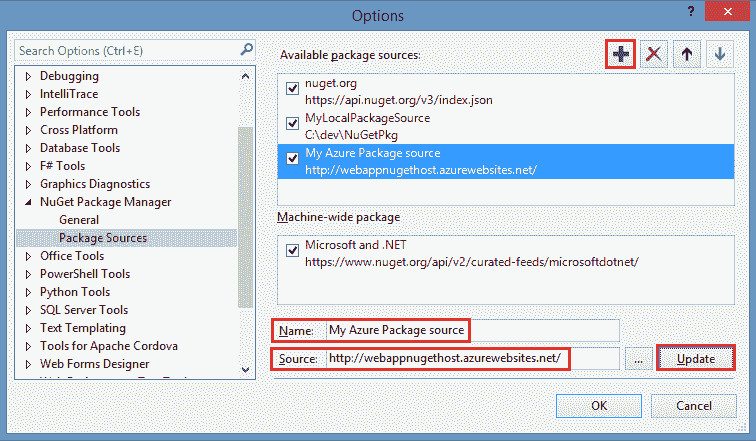 Options
?
Search Options (Ctrl+E)
Debugging
IntelliTrace
Performance Tools
Cross Platform
Database Tools
F# Tools
Graphics Diagnostics
NuGet Package Manager
General
Package Sources
Office Tools
PowerShell Tools
Python Tools
SQL Server Tools
Text Templating
Tools for Apache Cordova
Web Forms Designer
Available package sources:
nuget.org
https://api.nuget.org/v3/index.json
MyLocalPackageSource
C:\dev\NuGetPkg
My Azure Package source
http://webappnugethost.azurewebsites.net/
Machine-wide package
Microsoft and .NET
https://www.nuget.org/api/v2/curated-feeds/microsoftdotnet/
Name: My Azure Package source
Source: http://webappnugethost.azurewebsites.net/
... Update
OK Cancel